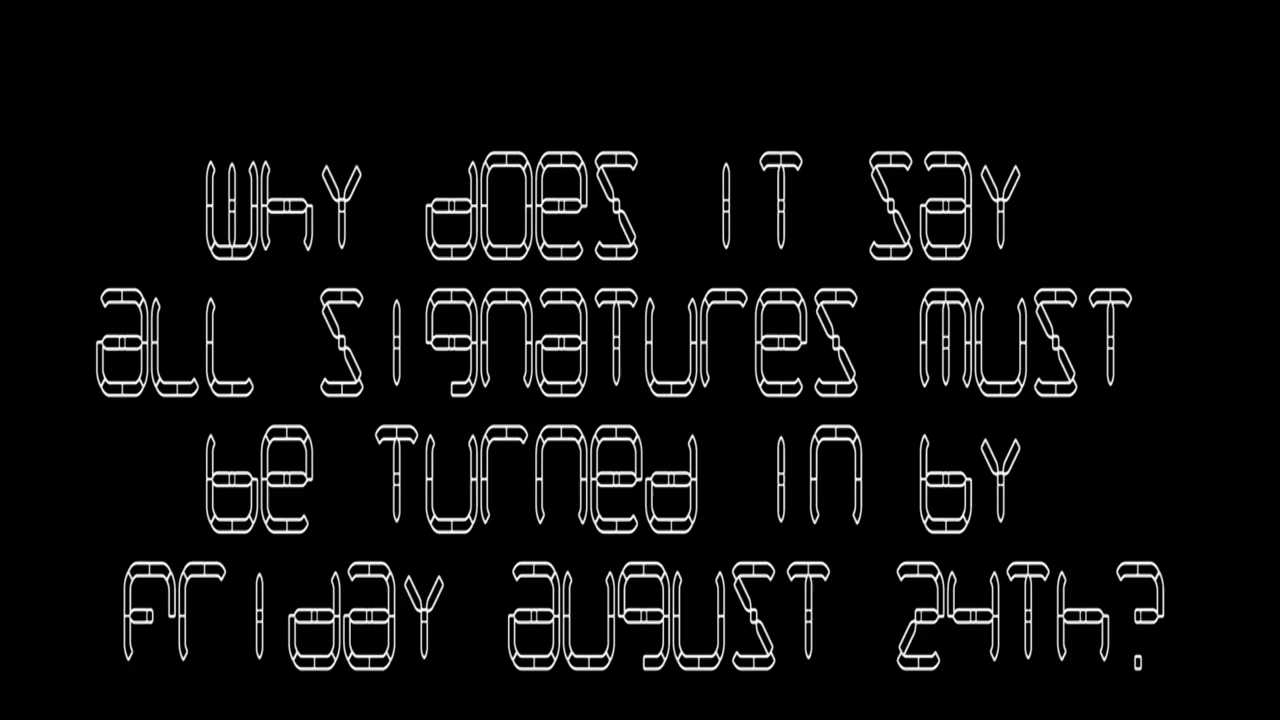 Why does it say
all signatures must
be turned in by
Friday august 24th?